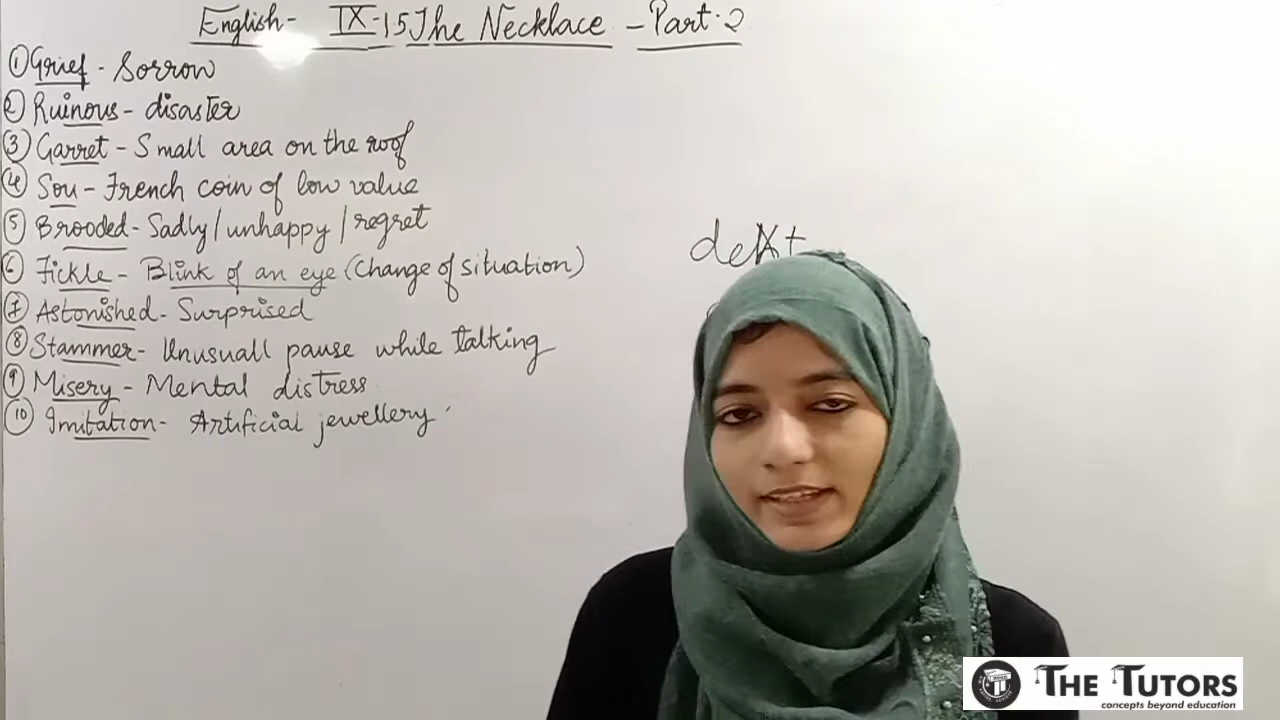 English- IX-15 The Necklace - Part-2
① Grief - Sorrow
② Ruinous - disaster
③ Garret - Small area on the roof
④ Sou - French coin of low value
⑤ Brooded - Sadly/unhappy/regret
⑥ Fickle - Blink of an eye (Change of situation)
⑦ Astonished - Surprised
⑧ Stammer - Unusuall pause while talking
⑨ Misery - Mental distress
⑩ Imitation - Artificial jewellery
debt
THE TUTORS
concepts beyond education